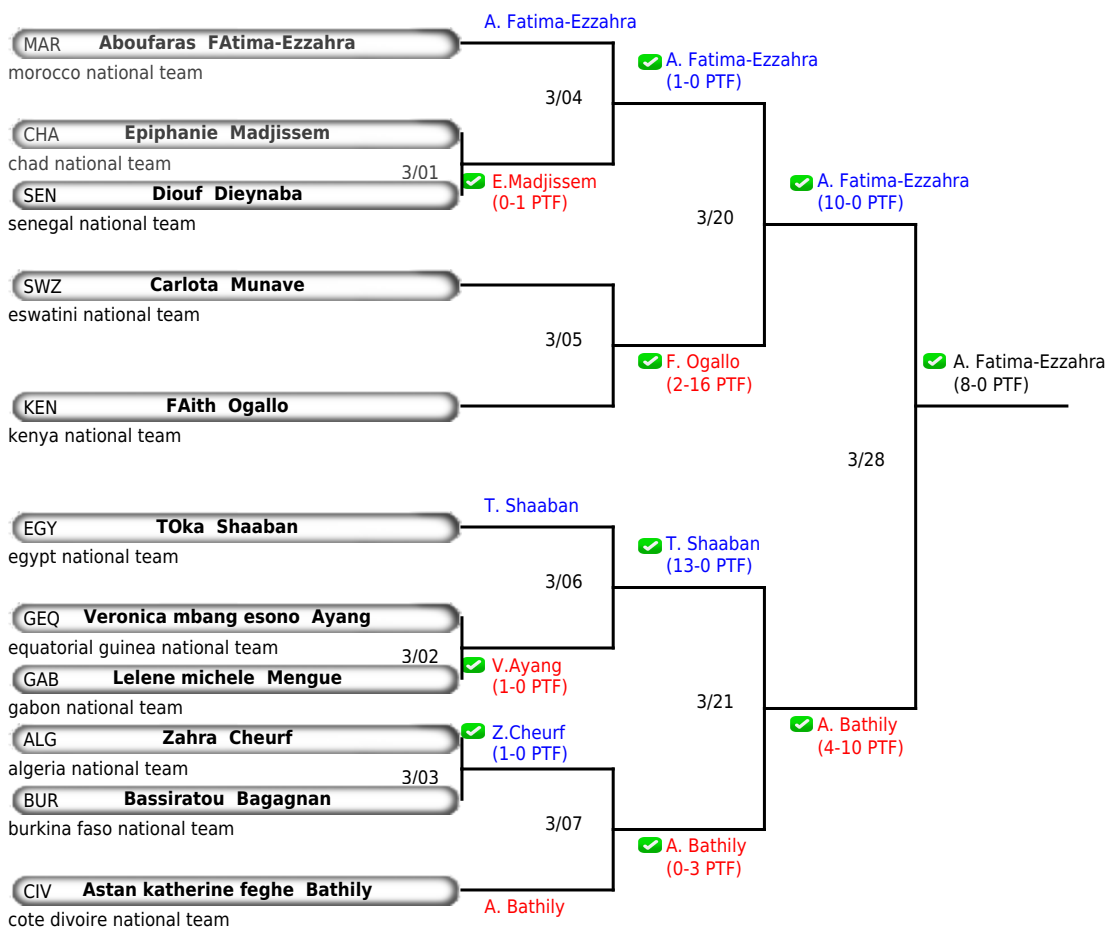 A. Fatima-Ezzahra
MAR Aboufaras FAtima-Ezzahra
morocco national team
A. Fatima-Ezzahra
(1-0 PTF)
3/04
CHA Epiphanie Madjissem
chad national team
3/01
E.Madjissem
(0-1 PTF)
SEN Diouf Dieynaba
senegal national team
A. Fatima-Ezzahra
(10-0 PTF)
3/20
SWZ Carlota Munave
eswatini national team
3/05
F. Ogallo
(2-16 PTF)
KEN FAith Ogallo
kenya national team
A. Fatima-Ezzahra
(8-0 PTF)
3/28
T. Shaaban
EGY TOka Shaaban
egypt national team
T. Shaaban
(13-0 PTF)
3/06
GEQ Veronica mbang esono Ayang
equatorial guinea national team
3/02
V.Ayang
(1-0 PTF)
GAB Lelene michele Mengue
gabon national team
3/21
A. Bathily
(4-10 PTF)
ALG Zahra Cheurf
algeria national team
Z.Cheurf
(1-0 PTF)
3/03
BUR Bassiratou Bagagnan
burkina faso national team
3/07
A. Bathily
(0-3 PTF)
CIV Astan katherine feghe Bathily
cote divoire national team
A. Bathily